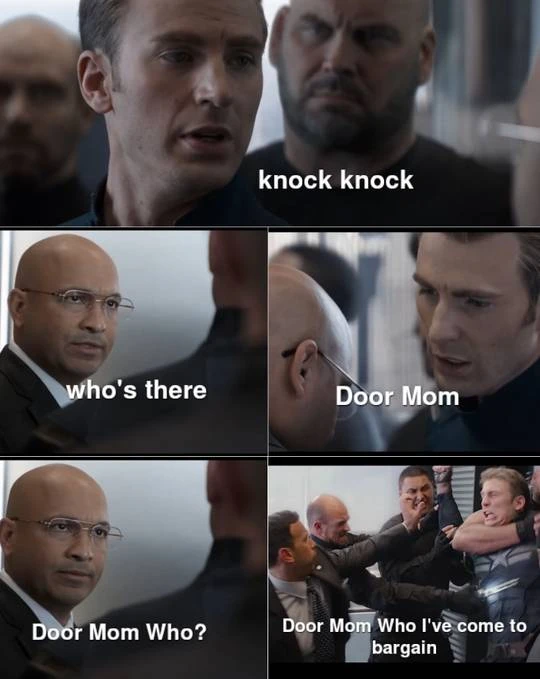 knock knock
who's there
Door Mom
Door Mom Who?
Door Mom Who I've come to
bargain